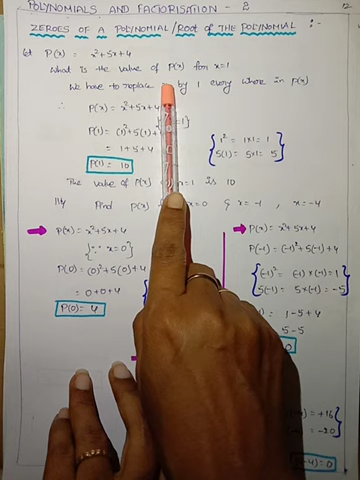 POLYNOMIALS AND FACTORISATION - 8
12
ZEROES OF A POLYNOMIAL /ROOT of THE POLYNOMIAL :-
let P(x) = x²+5x+4
What is the value of P(x) for x=1
We have to replace by 1 every where in P(x)
∴ P(x) = x²+5x+4
P(1) = (1)²+5(1)+
= 1+5+4
P(1) = 10
{ 1² = 1×1 = 1
5(1) = 5×1 = 5 }
The value of P(x) x=1 is 10
llly Find P(x) x=0 & x=-1 , x=-4
P(x) = x²+5x+4
{∵ x=0}
P(0) = (0)²+5(0)+4
= 0+0+4
P(0) = 4
P(x) = x²+5x+4
P(-1) = (-1)²+5(-1)+4
{ (-1)² = (-1)×(-1) = 1
5(-1) = 5×(-1) = -5 }
= 1-5+4
5-5
0
= +16
= -20 }
(-4) = 0